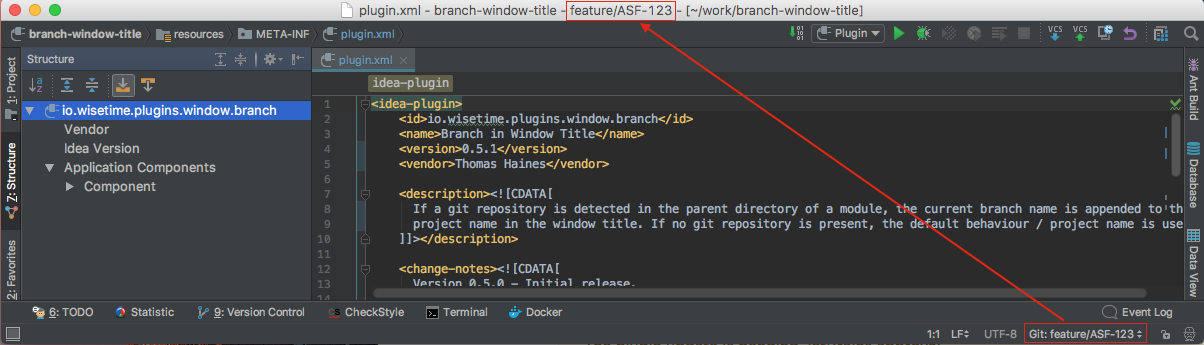 plugin.xml - branch-window-title - feature/ASF-123 - [~/work/branch-window-title]
branch-window-title resources META-INF plugin.xml Plugin VCS VCS
1: Project
7: Structure
2: Favorites
Structure
io.wisetime.plugins.window.branch
Vendor
Idea Version
Application Components
Component
plugin.xml
idea-plugin
1 <idea-plugin>
2 <id>io.wisetime.plugins.window.branch</id>
3 <name>Branch in Window Title</name>
4 <version>0.5.1</version>
5 <vendor>Thomas Haines</vendor>
6
7 <description><![CDATA[
8 If a git repository is detected in the parent directory of a module, the current branch name is appended to th
9 project name in the window title. If no git repository is present, the default behaviour / project name is use
10 ]]></description>
11
12 <change-notes><![CDATA[
13 Version 0.5.0 - Initial release.
14
Ant Build
Database
Data View
6: TODO Statistic 9: Version Control CheckStyle Terminal Docker Event Log
1:1 LF UTF-8 Git: feature/ASF-123